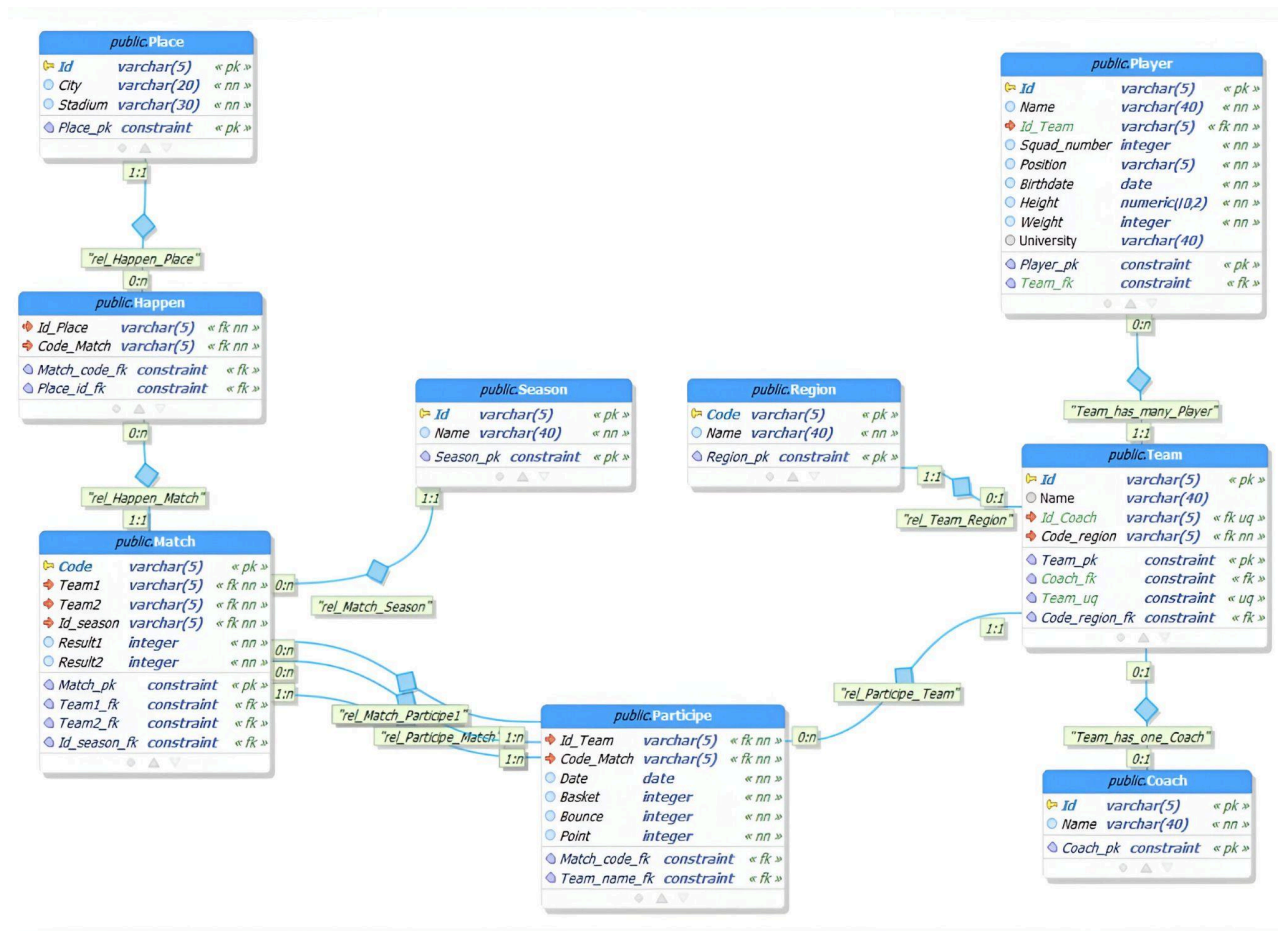 public.Place
Id varchar(5) « pk »
City varchar(20) « nn »
Stadium varchar(30) « nn »
Place_pk constraint « pk »
1:1
"rel_Happen_Place"
0:n
public.Happen
Id_Place varchar(5) « fk nn »
Code_Match varchar(5) « fk nn »
Match_code_fk constraint « fk »
Place_id_fk constraint « fk »
0:n
"rel_Happen_Match"
1:1
public.Match
Code varchar(5) « pk »
Team1 varchar(5) « fk nn »
Team2 varchar(5) « fk nn »
Id_season varchar(5) « fk nn »
Result1 integer « nn »
Result2 integer « nn »
Match_pk constraint « pk »
Team1_fk constraint « fk »
Team2_fk constraint « fk »
Id_season_fk constraint « fk »
0:n
0:n
0:n
1:n
public.Season
Id varchar(5) « pk »
Name varchar(40) « nn »
Season_pk constraint « pk »
1:1
"rel_Match_Season"
"rel_Match_Participe1"
"rel_Participe_Match"
1:n
1:n
public.Participe
Id_Team varchar(5) « fk nn »
Code_Match varchar(5) « fk nn »
Date date « nn »
Basket integer « nn »
Bounce integer « nn »
Point integer « nn »
Match_code_fk constraint « fk »
Team_name_fk constraint « fk »
0:n
"rel_Participe_Team"
1:1
public.Region
Code varchar(5) « pk »
Name varchar(40) « nn »
Region_pk constraint « pk »
1:1
0:1
"rel_Team_Region"
public.Player
Id varchar(5) « pk »
Name varchar(40) « nn »
Id_Team varchar(5) « fk nn »
Squad_number integer « nn »
Position varchar(5) « nn »
Birthdate date « nn »
Height numeric(10,2) « nn »
Weight integer « nn »
University varchar(40)
Player_pk constraint « pk »
Team_fk constraint « fk »
0:n
"Team_has_many_Player"
1:1
public.Team
Id varchar(5) « pk »
Name varchar(40)
Id_Coach varchar(5) « fk uq »
Code_region varchar(5) « fk nn »
Team_pk constraint « pk »
Coach_fk constraint « fk »
Team_uq constraint « uq »
Code_region_fk constraint « fk »
0:1
"Team_has_one_Coach"
0:1
public.Coach
Id varchar(5) « pk »
Name varchar(40) « nn »
Coach_pk constraint « pk »